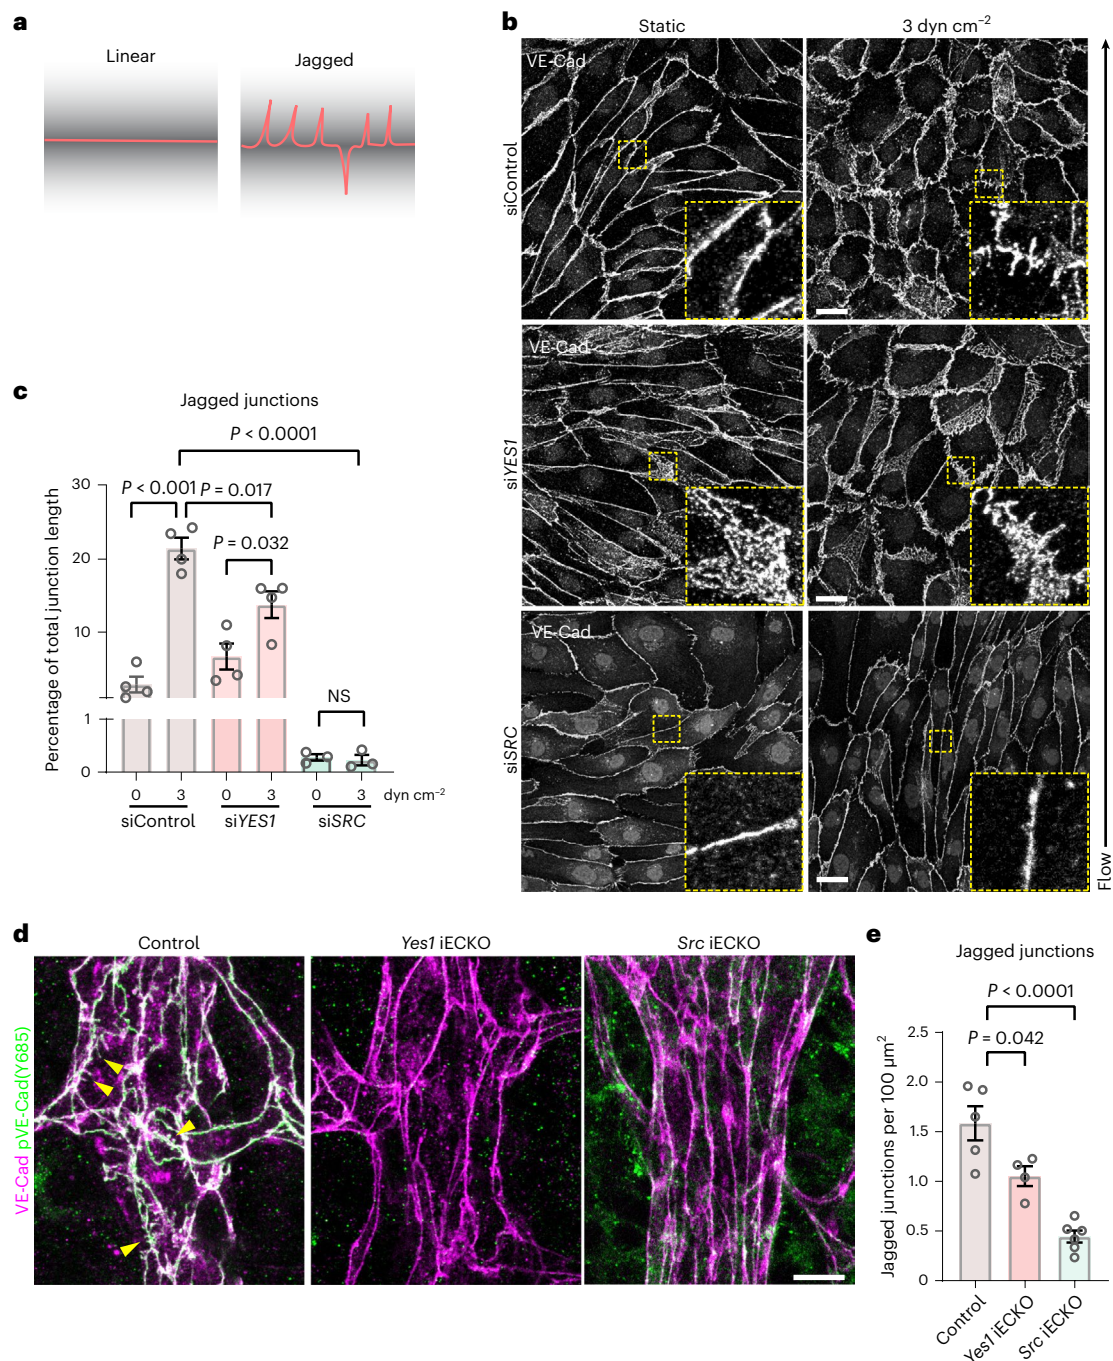 a
Linear
Jagged
b
Static
3 dyn cm⁻²
VE-Cad
siControl
VE-Cad
siYES1
VE-Cad
siSRC
Flow
c
Jagged junctions
P < 0.0001
P < 0.001
P = 0.017
P = 0.032
NS
Percentage of total junction length
30
20
10
1
0
0
3
0
3
0
3
dyn cm⁻²
siControl
siYES1
siSRC
d
Control
Yes1 iECKO
Src iECKO
VE-Cad pVE-Cad(Y685)
e
Jagged junctions
P < 0.0001
P = 0.042
Jagged junctions per 100 µm²
2.5
2.0
1.5
1.0
0.5
0
Control
Yes1 iECKO
Src iECKO